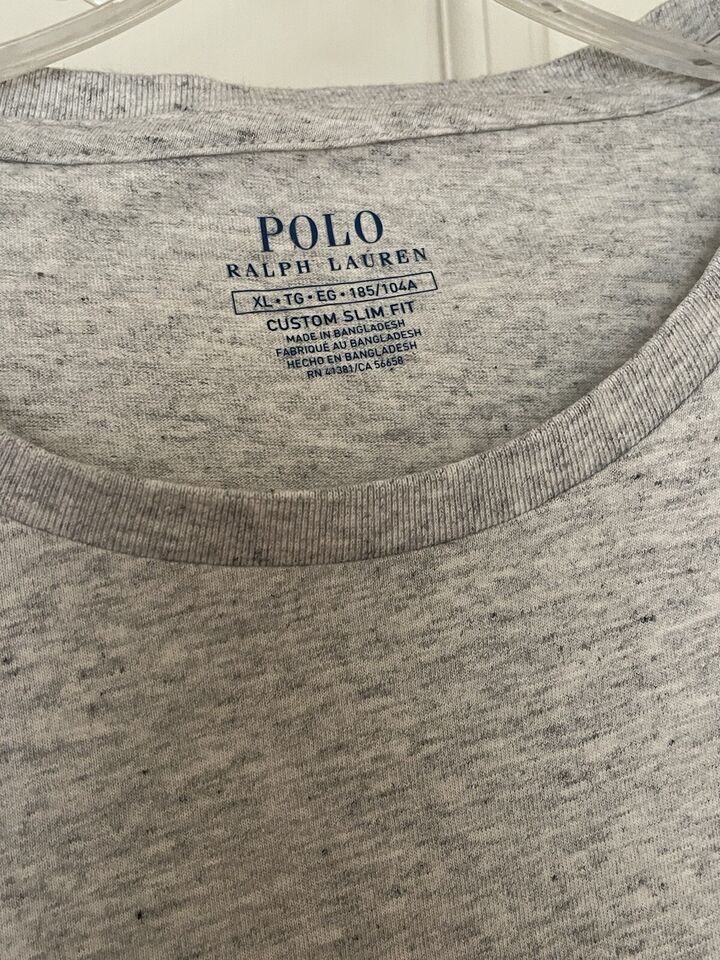 POLO
RALPH LAUREN
XL • TG • EG • 185/104A
CUSTOM SLIM FIT
MADE IN BANGLADESH
FABRIQUÉ AU BANGLADESH
HECHO EN BANGLADESH
RN 41381/CA 56658